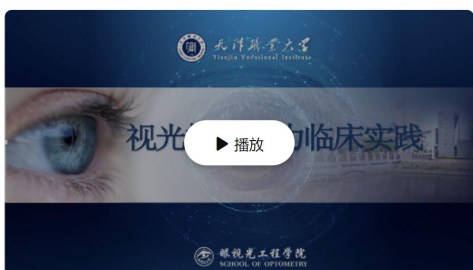 天津职业大学
Tianjin Vocational Institute
视光 临床实践
播放
眼视光工程学院
SCHOOL OF OPTOMETRY